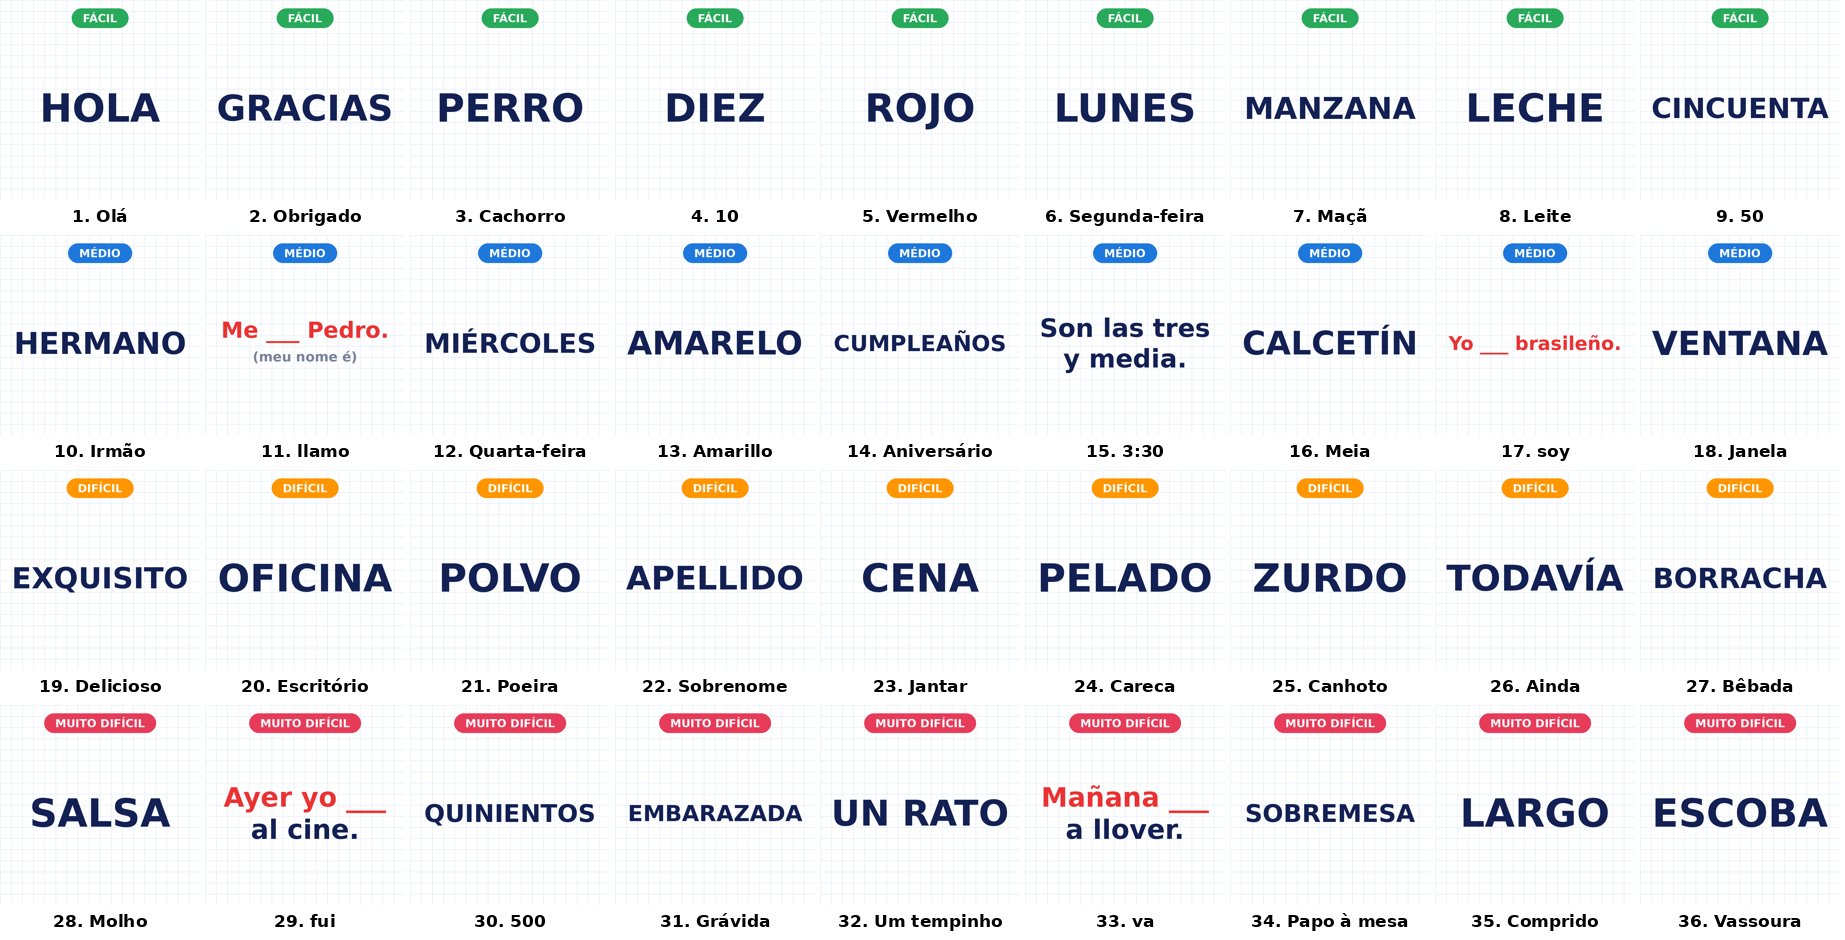 FÁCIL
HOLA
1. Olá
FÁCIL
GRACIAS
2. Obrigado
FÁCIL
PERRO
3. Cachorro
FÁCIL
DIEZ
4. 10
FÁCIL
ROJO
5. Vermelho
FÁCIL
LUNES
6. Segunda-feira
FÁCIL
MANZANA
7. Maçã
FÁCIL
LECHE
8. Leite
FÁCIL
CINCUENTA
9. 50
MÉDIO
HERMANO
10. Irmão
MÉDIO
Me ___ Pedro.
(meu nome é)
11. llamo
MÉDIO
MIÉRCOLES
12. Quarta-feira
MÉDIO
AMARELO
13. Amarillo
MÉDIO
CUMPLEAÑOS
14. Aniversário
MÉDIO
Son las tres
y media.
15. 3:30
MÉDIO
CALCETÍN
16. Meia
MÉDIO
Yo ___ brasileño.
17. soy
MÉDIO
VENTANA
18. Janela
DIFÍCIL
EXQUISITO
19. Delicioso
DIFÍCIL
OFICINA
20. Escritório
DIFÍCIL
POLVO
21. Poeira
DIFÍCIL
APELLIDO
22. Sobrenome
DIFÍCIL
CENA
23. Jantar
DIFÍCIL
PELADO
24. Careca
DIFÍCIL
ZURDO
25. Canhoto
DIFÍCIL
TODAVÍA
26. Ainda
DIFÍCIL
BORRACHA
27. Bêbada
MUITO DIFÍCIL
SALSA
28. Molho
MUITO DIFÍCIL
Ayer yo ___
al cine.
29. fui
MUITO DIFÍCIL
QUINIENTOS
30. 500
MUITO DIFÍCIL
EMBARAZADA
31. Grávida
MUITO DIFÍCIL
UN RATO
32. Um tempinho
MUITO DIFÍCIL
Mañana ___
a llover.
33. va
MUITO DIFÍCIL
SOBREMESA
34. Papo à mesa
MUITO DIFÍCIL
LARGO
35. Comprido
MUITO DIFÍCIL
ESCOBA
36. Vassoura